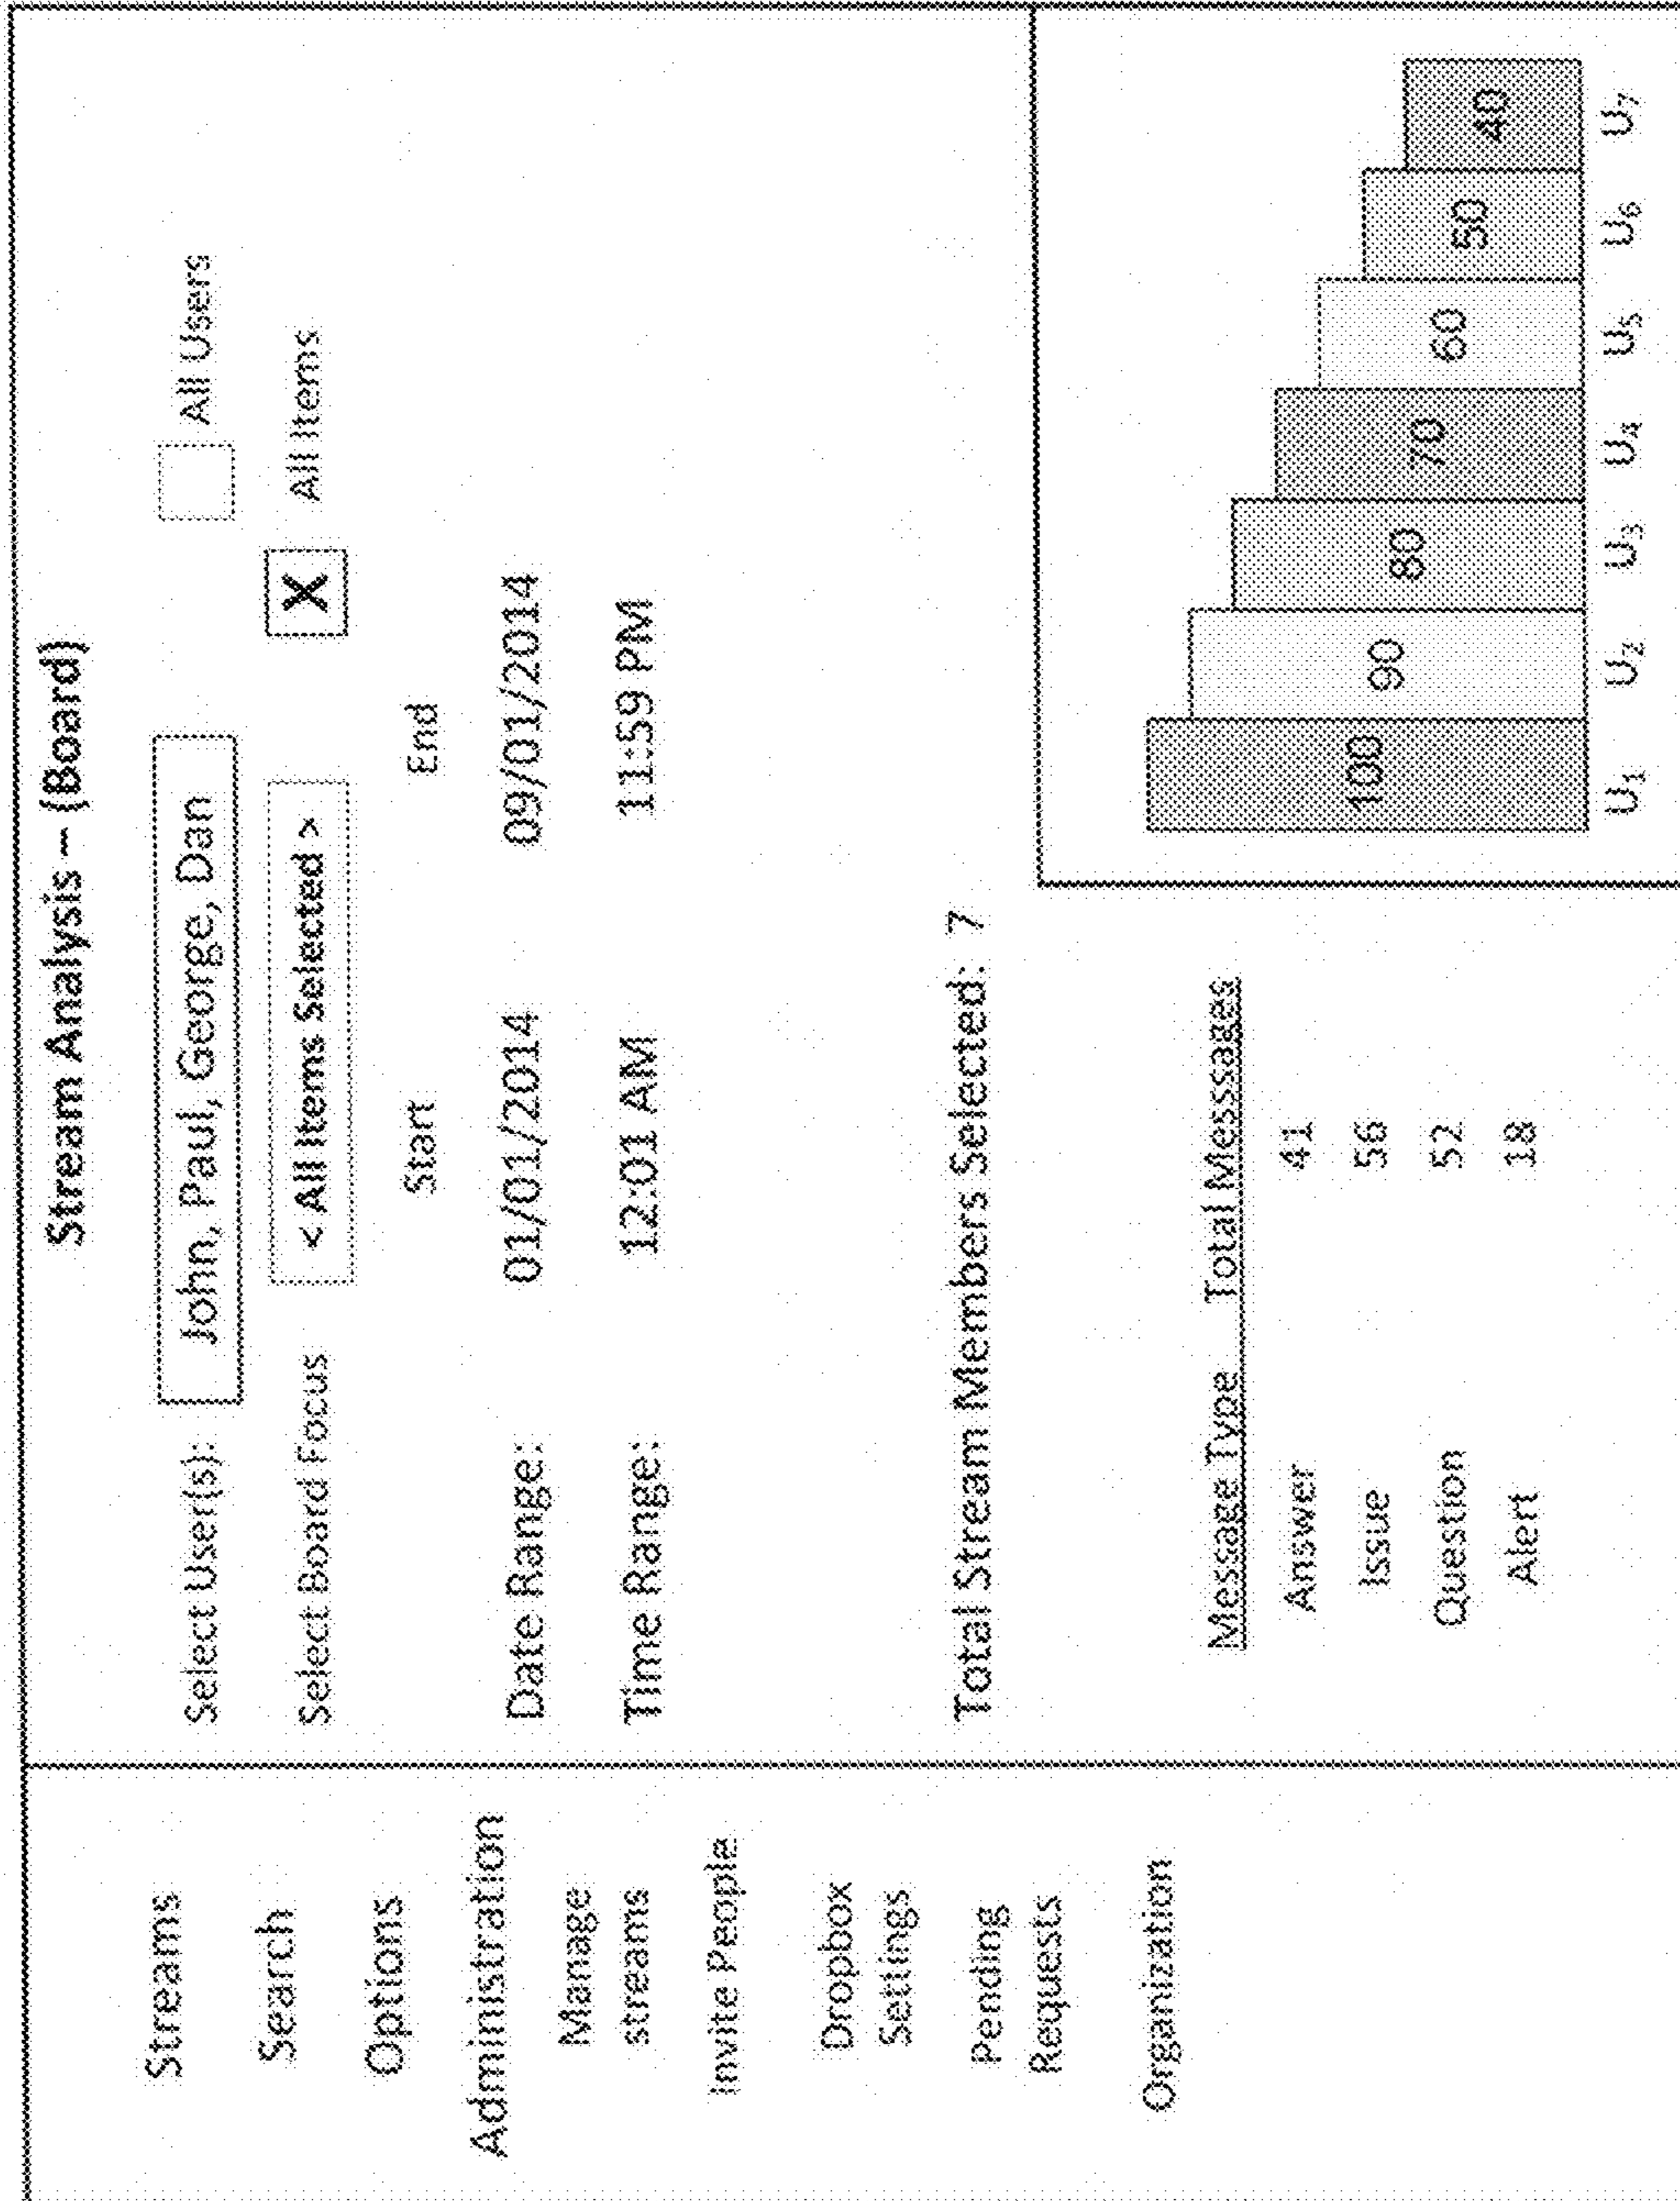 Stream Analysis – (Board)
Streams
Search
Options
Administration
Manage
streams
Invite People
Dropbox
Settings
Pending
Requests
Organization
Select User(s): John, Paul, George, Dan All Users
Select Board Focus < All Items Selected > X All Items
Start End
Date Range: 01/01/2014 09/01/2014
Time Range: 12:01 AM 11:59 PM
Total Stream Members Selected: 7
Message Type Total Messages
Answer 41
Issue 56
Question 52
Alert 18
100 90 80 70 60 50 40
U1 U2 U3 U4 U5 U6 U7